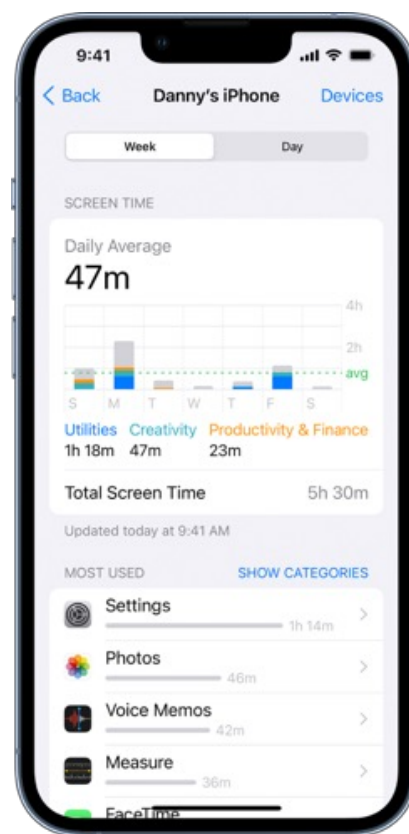 9:41
Back Danny's iPhone Devices
Week Day
SCREEN TIME
Daily Average
47m
4h
2h
avg
S M T W T F S
Utilities Creativity Productivity & Finance
1h 18m 47m 23m
Total Screen Time 5h 30m
Updated today at 9:41 AM
MOST USED SHOW CATEGORIES
Settings
1h 14m
Photos
46m
Voice Memos
42m
Measure
36m
FaceTime